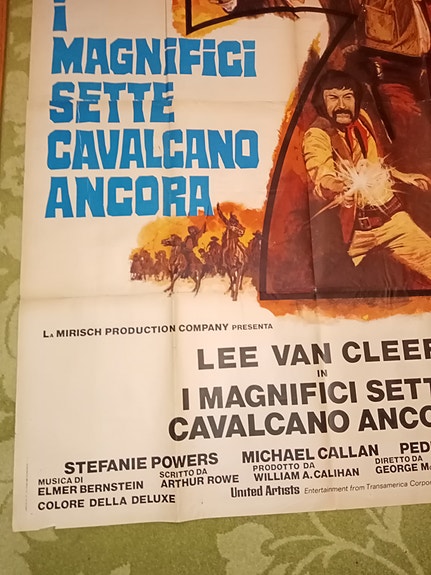 I
MAGNIFICI
SETTE
CAVALCANO
ANCORA
LA MIRISCH PRODUCTION COMPANY PRESENTA
LEE VAN CLEEF
IN
I MAGNIFICI SETT
CAVALCANO ANCO
STEFANIE POWERS MICHAEL CALLAN PED
MUSICA DI SCRITTO DA PRODOTTO DA DIRETTO DA
ELMER BERNSTEIN ARTHUR ROWE WILLIAM A. CALIHAN GEORGE Mc
COLORE DELLA DELUXE United Artists Entertainment from Transamerica Corpor